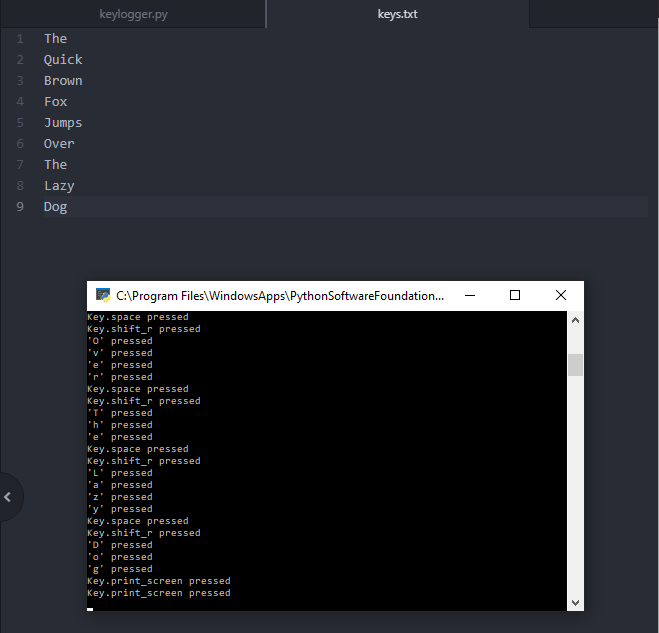 keylogger.py
keys.txt
1 The
2 Quick
3 Brown
4 Fox
5 Jumps
6 Over
7 The
8 Lazy
9 Dog
C:\Program Files\WindowsApps\PythonSoftwareFoundation...
Key.space pressed
Key.shift_r pressed
'O' pressed
'v' pressed
'e' pressed
'r' pressed
Key.space pressed
Key.shift_r pressed
'T' pressed
'h' pressed
'e' pressed
Key.space pressed
Key.shift_r pressed
'L' pressed
'a' pressed
'z' pressed
'y' pressed
Key.space pressed
Key.shift_r pressed
'D' pressed
'o' pressed
'g' pressed
Key.print_screen pressed
Key.print_screen pressed